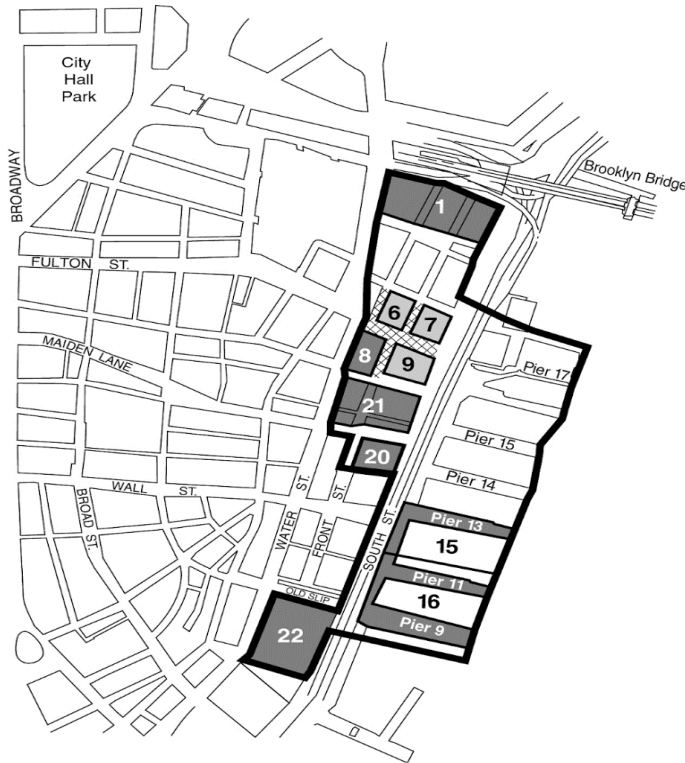 City
Hall
Park
BROADWAY
Brooklyn Bridge
1
FULTON ST.
6
7
MAIDEN LANE
8
9
Pier 17
21
Pier 15
20
WALL ST.
Pier 14
BROAD ST.
WATER ST.
FRONT ST.
SOUTH ST.
Pier 13
15
Pier 11
OLD SLIP
16
Pier 9
22